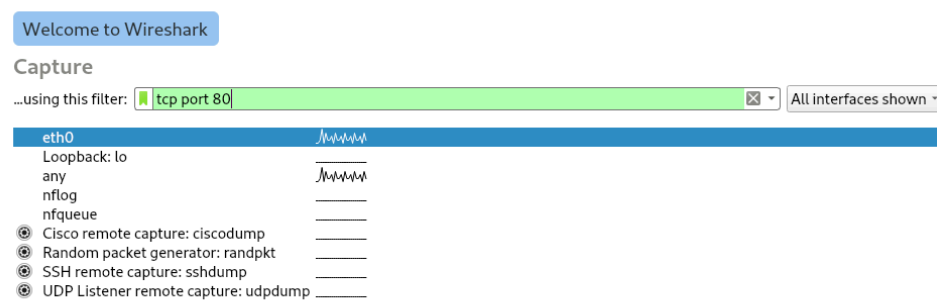 Welcome to Wireshark
Capture
...using this filter: tcp port 80 All interfaces shown
eth0
Loopback: lo
any
nflog
nfqueue
Cisco remote capture: ciscodump
Random packet generator: randpkt
SSH remote capture: sshdump
UDP Listener remote capture: udpdump